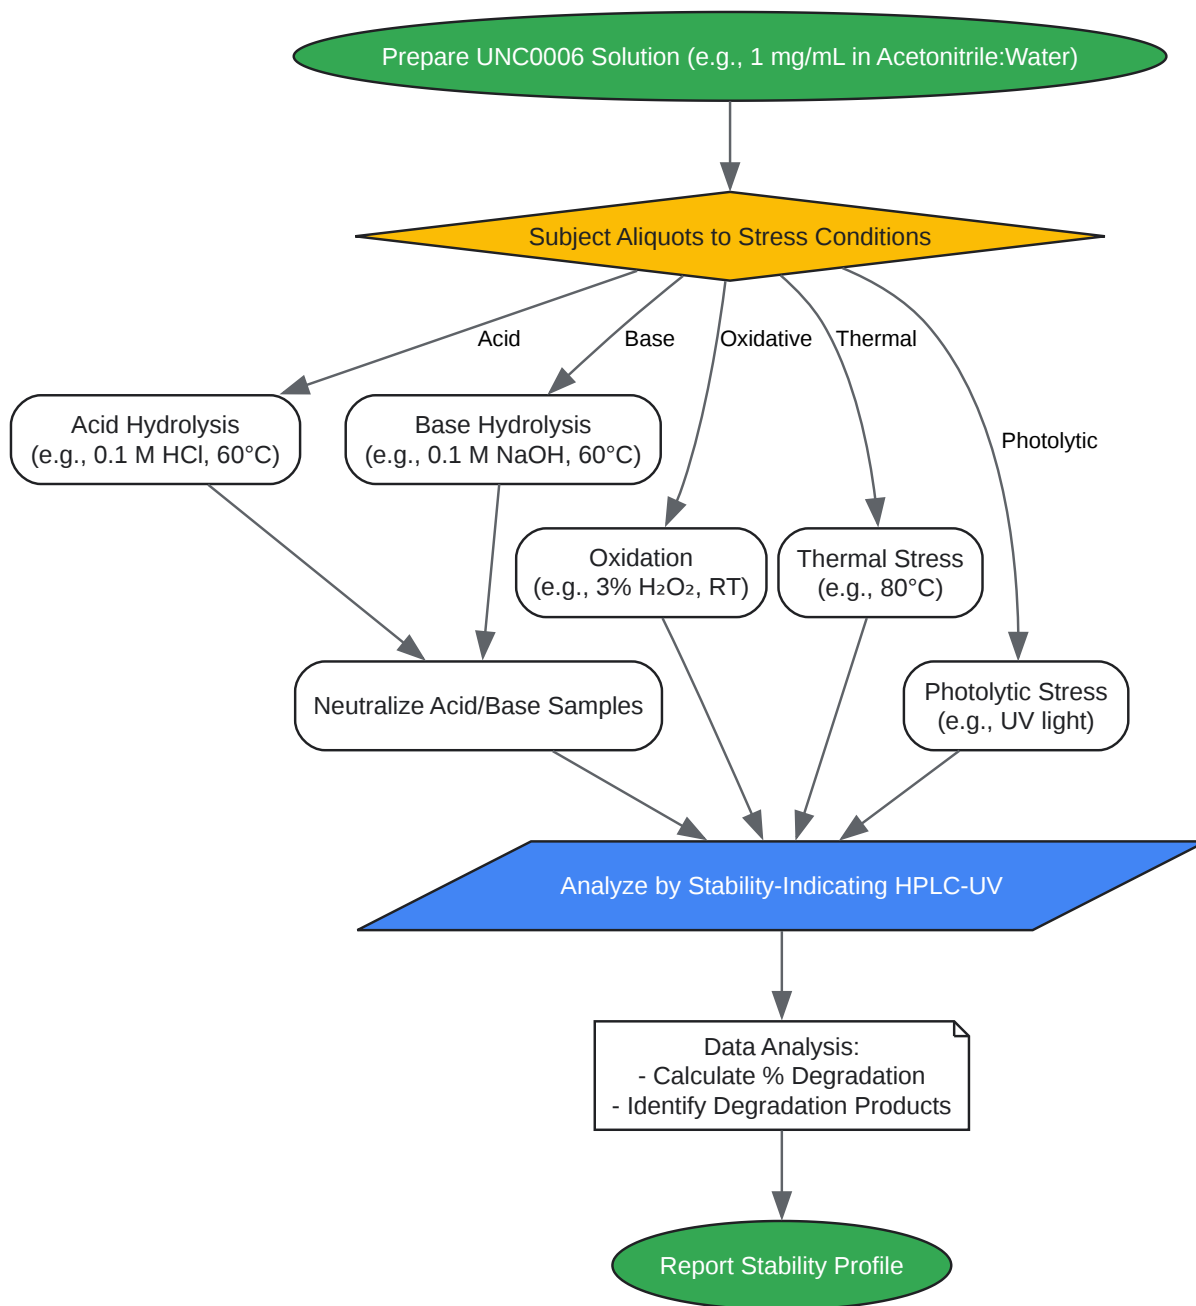 Prepare UNC0006 Solution (e.g., 1 mg/mL in Acetonitrile:Water)
Subject Aliquots to Stress Conditions
Acid
Base
Oxidative
Thermal
Photolytic
Acid Hydrolysis
(e.g., 0.1 M HCl, 60°C)
Base Hydrolysis
(e.g., 0.1 M NaOH, 60°C)
Oxidation
(e.g., 3% H₂O₂, RT)
Thermal Stress
(e.g., 80°C)
Neutralize Acid/Base Samples
Photolytic Stress
(e.g., UV light)
Analyze by Stability-Indicating HPLC-UV
Data Analysis:
- Calculate % Degradation
- Identify Degradation Products
Report Stability Profile